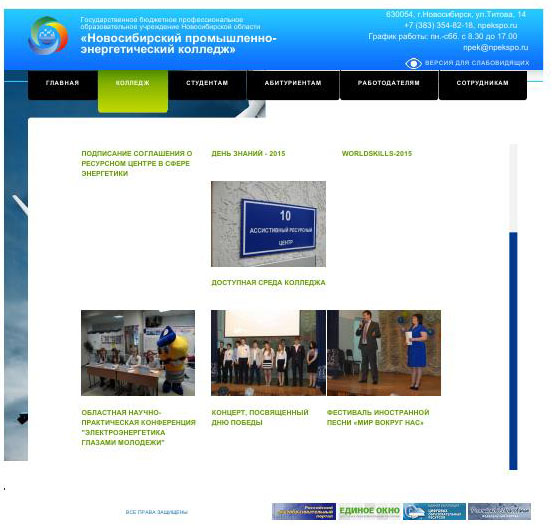 Государственное бюджетное профессиональное
образовательное учреждение Новосибирской области
«Новосибирский промышленно-
энергетический колледж»
630054, г.Новосибирск, ул.Титова, 14
+7 (383) 354-82-18, npekspo.ru
График работы: пн.-сбб. с 8.30 до 17.00
npek@npekspo.ru
ВЕРСИЯ ДЛЯ СЛАБОВИДЯЩИХ
ГЛАВНАЯ КОЛЛЕДЖ СТУДЕНТАМ АБИТУРИЕНТАМ РАБОТОДАТЕЛЯМ СОТРУДНИКАМ
ПОДПИСАНИЕ СОГЛАШЕНИЯ О
РЕСУРСНОМ ЦЕНТРЕ В СФЕРЕ
ЭНЕРГЕТИКИ
ДЕНЬ ЗНАНИЙ - 2015
WORLDSKILLS-2015
10
АССИСТИВНЫЙ РЕСУРСНЫЙ
ЦЕНТР
ДОСТУПНАЯ СРЕДА КОЛЛЕДЖА
ОБЛАСТНАЯ НАУЧНО-
ПРАКТИЧЕСКАЯ КОНФЕРЕНЦИЯ
"ЭЛЕКТРОЭНЕРГЕТИКА
ГЛАЗАМИ МОЛОДЕЖИ"
КОНЦЕРТ, ПОСВЯЩЕННЫЙ
ДНЮ ПОБЕДЫ
ФЕСТИВАЛЬ ИНОСТРАННОЙ
ПЕСНИ «МИР ВОКРУГ НАС»
ВСЕ ПРАВА ЗАЩИЩЕНЫ
ЕДИНОЕ ОКНО